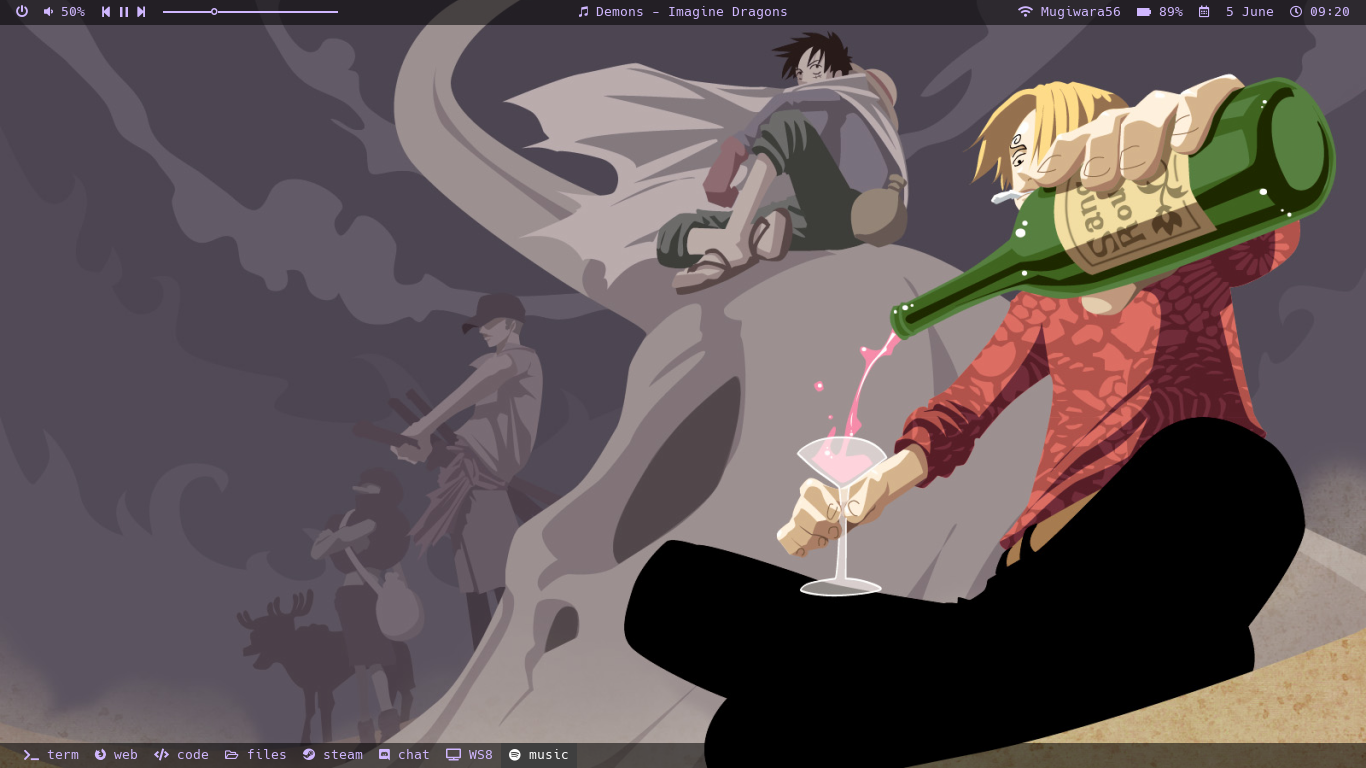 50%
Demons - Imagine Dragons
Mugiwara56 89% 5 June 09:20
term web code files steam chat WS8 music